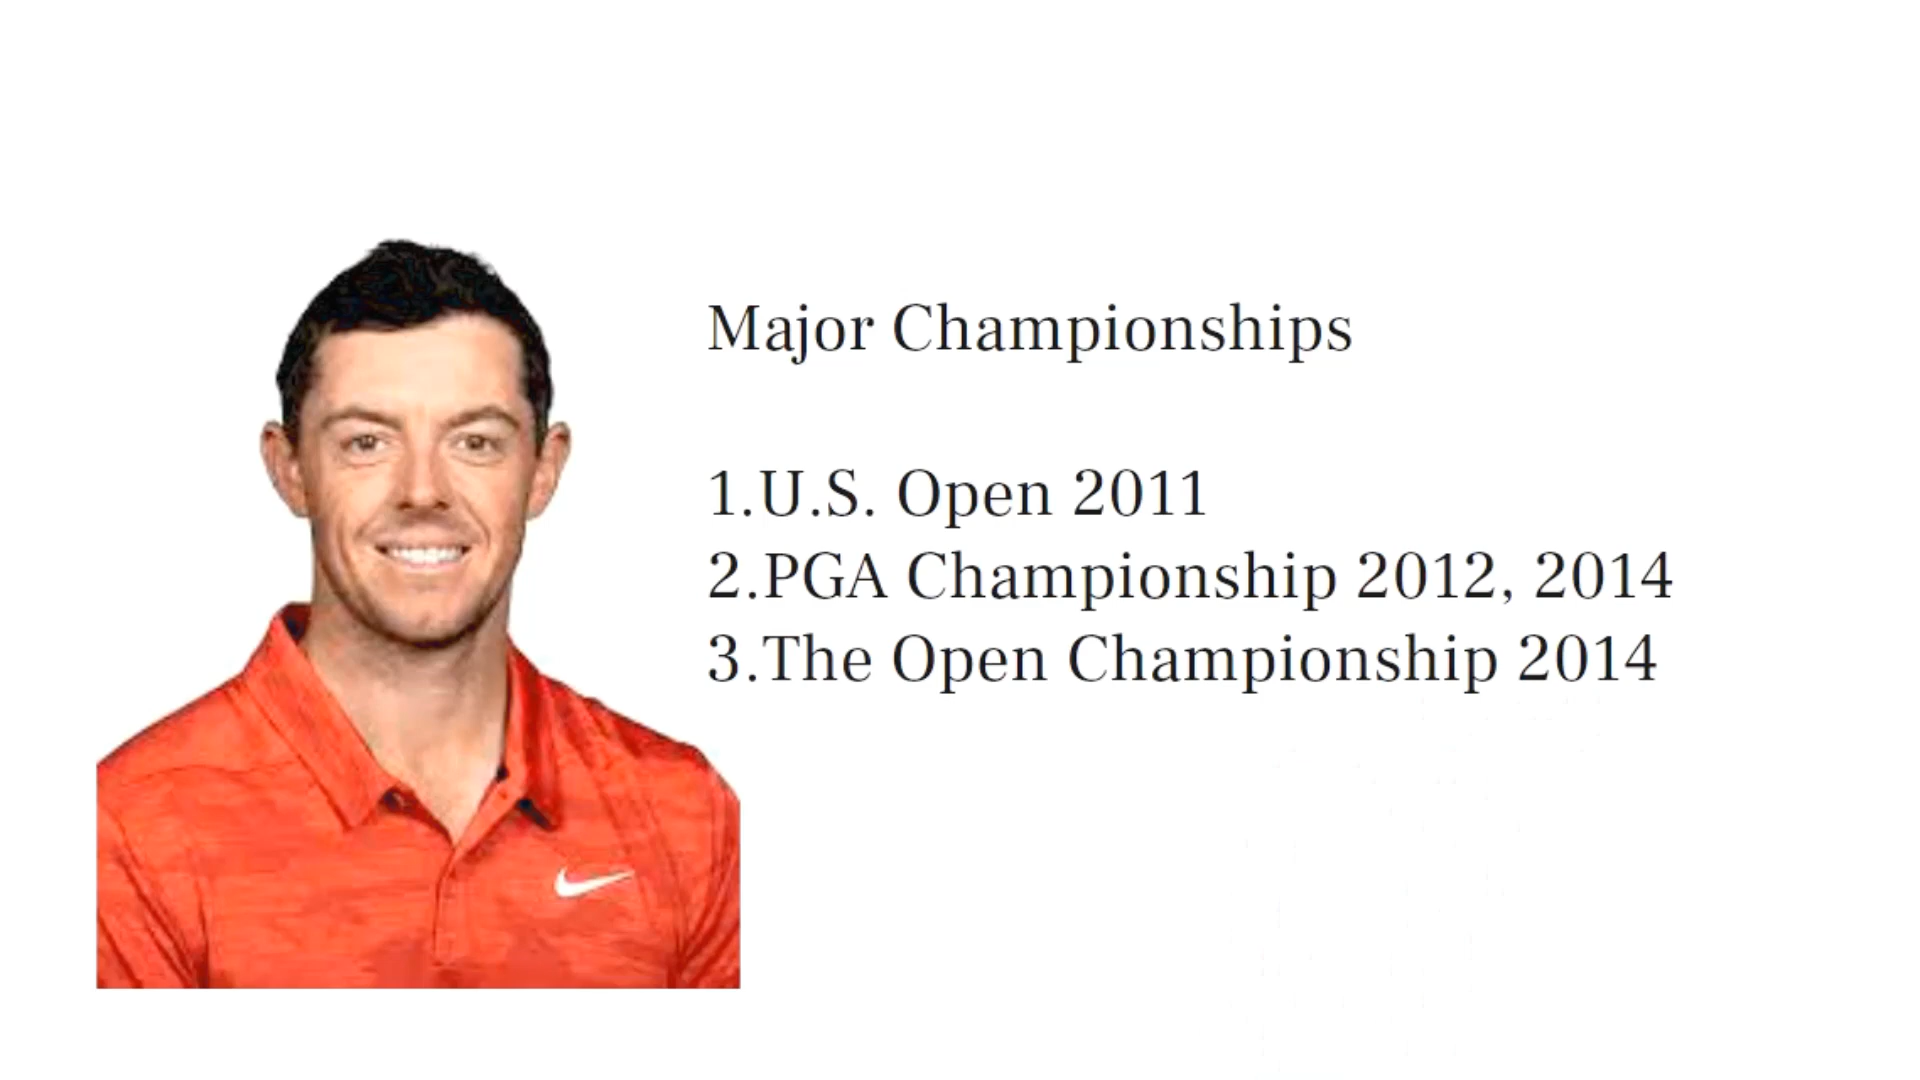 Major Championships
1.U.S. Open 2011
2.PGA Championship 2012, 2014
3.The Open Championship 2014